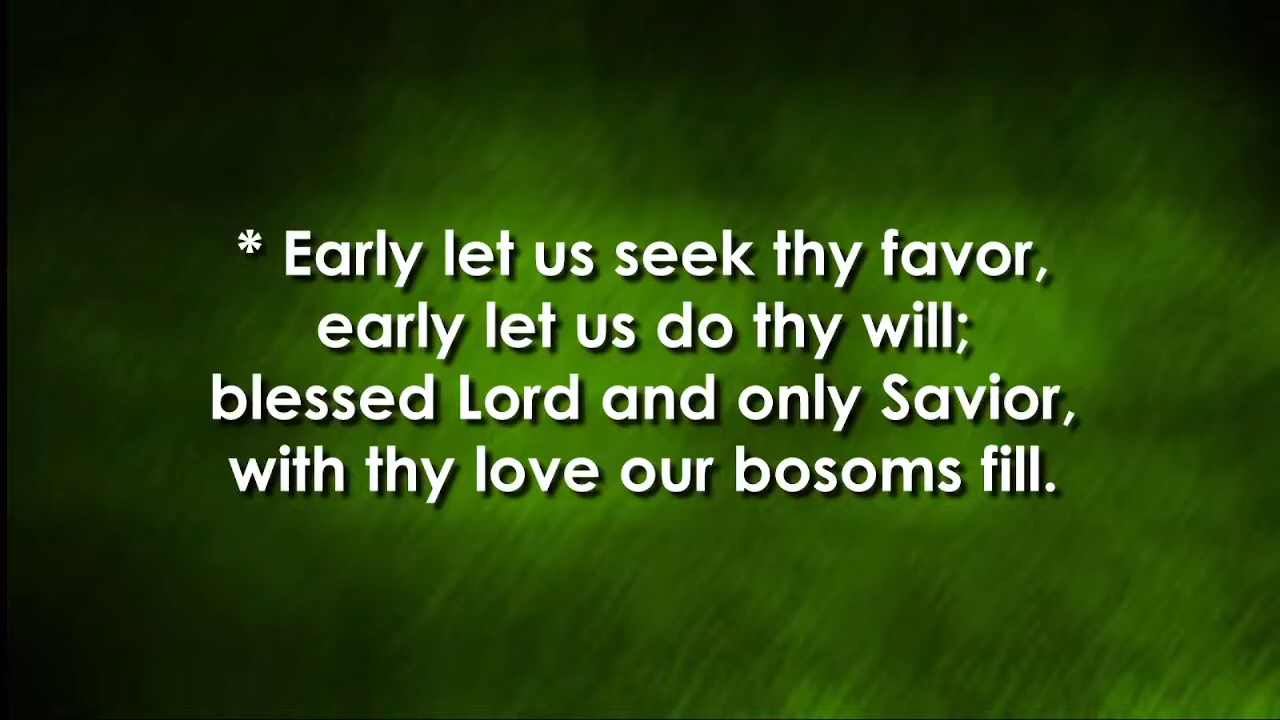 * Early let us seek thy favor,
early let us do thy will;
blessed Lord and only Savior,
with thy love our bosoms fill.